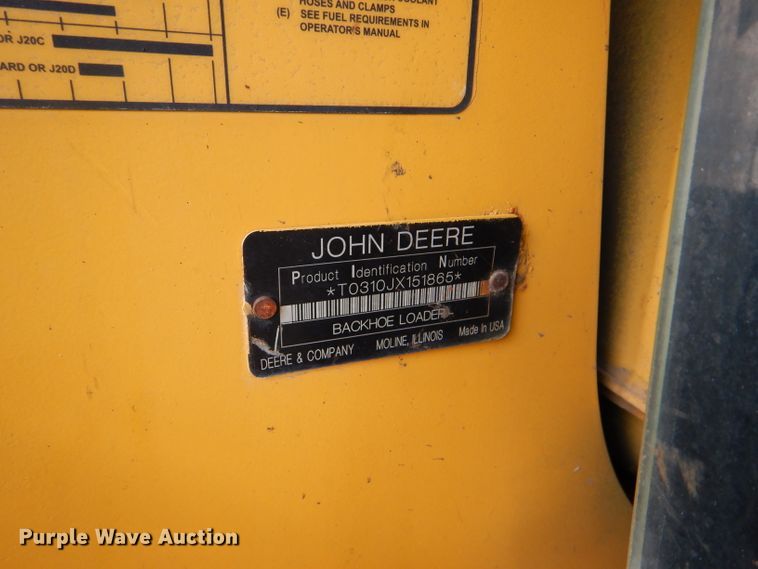 HOSES AND CLAMPS
(E) SEE FUEL REQUIREMENTS IN
OPERATOR'S MANUAL
OR J20C
ARD OR J20D
JOHN DEERE
Product Identification Number
*T0310JX151865*
BACKHOE LOADER
DEERE & COMPANY MOLINE, ILLINOIS Made In USA
Purple Wave Auction